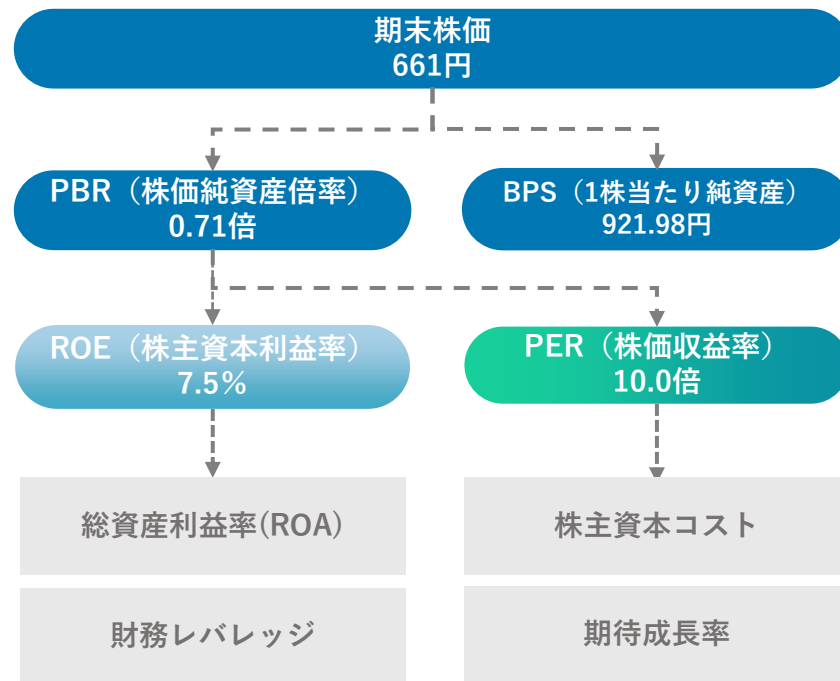 期末株価
661円
PBR（株価純資産倍率）
0.71倍
BPS（1株当たり純資産）
921.98円
ROE（株主資本利益率）
7.5%
PER（株価収益率）
10.0倍
総資産利益率(ROA)
株主資本コスト
財務レバレッジ
期待成長率